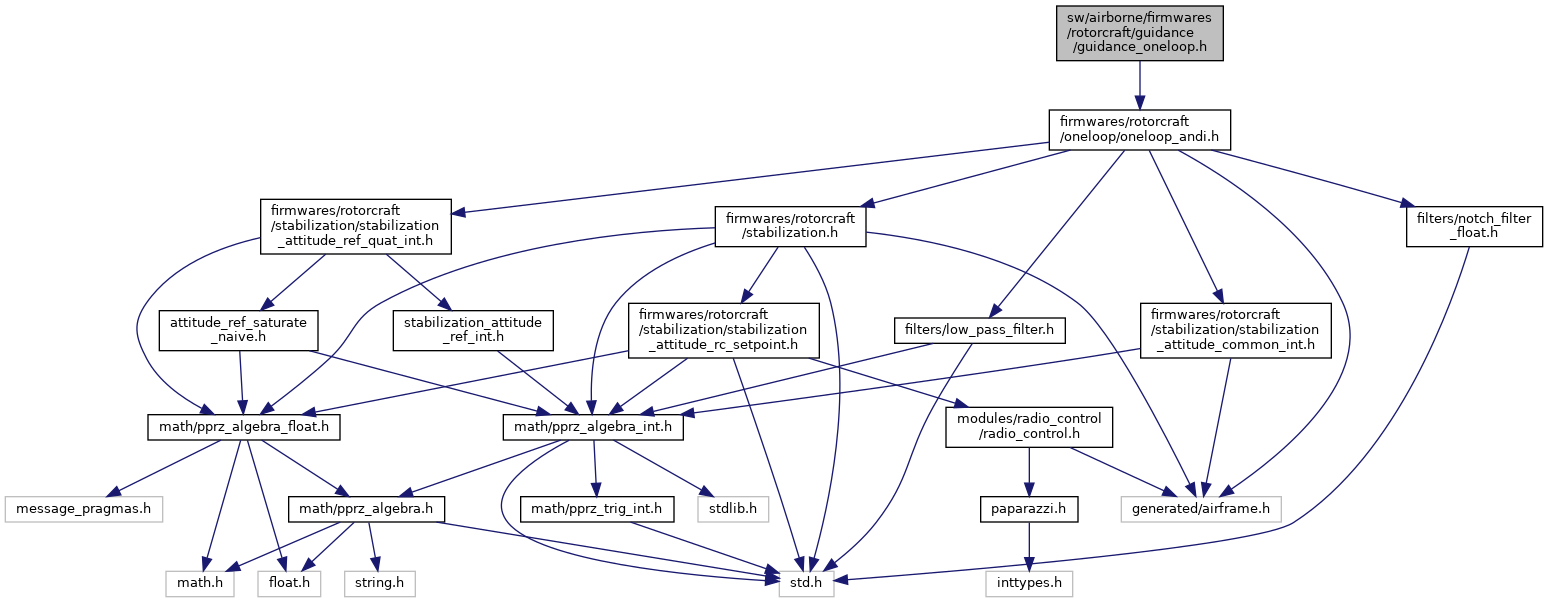 sw/airborne/firmwares
/rotorcraft/guidance
/guidance_oneloop.h
firmwares/rotorcraft
/oneloop/oneloop_andi.h
firmwares/rotorcraft
/stabilization/stabilization
_attitude_ref_quat_int.h
firmwares/rotorcraft
/stabilization.h
filters/notch_filter
_float.h
attitude_ref_saturate
_naive.h
stabilization_attitude
_ref_int.h
firmwares/rotorcraft
/stabilization/stabilization
_attitude_rc_setpoint.h
filters/low_pass_filter.h
firmwares/rotorcraft
/stabilization/stabilization
_attitude_common_int.h
math/pprz_algebra_float.h
math/pprz_algebra_int.h
modules/radio_control
/radio_control.h
message_pragmas.h
math/pprz_algebra.h
math/pprz_trig_int.h
stdlib.h
paparazzi.h
generated/airframe.h
math.h
float.h
string.h
std.h
inttypes.h